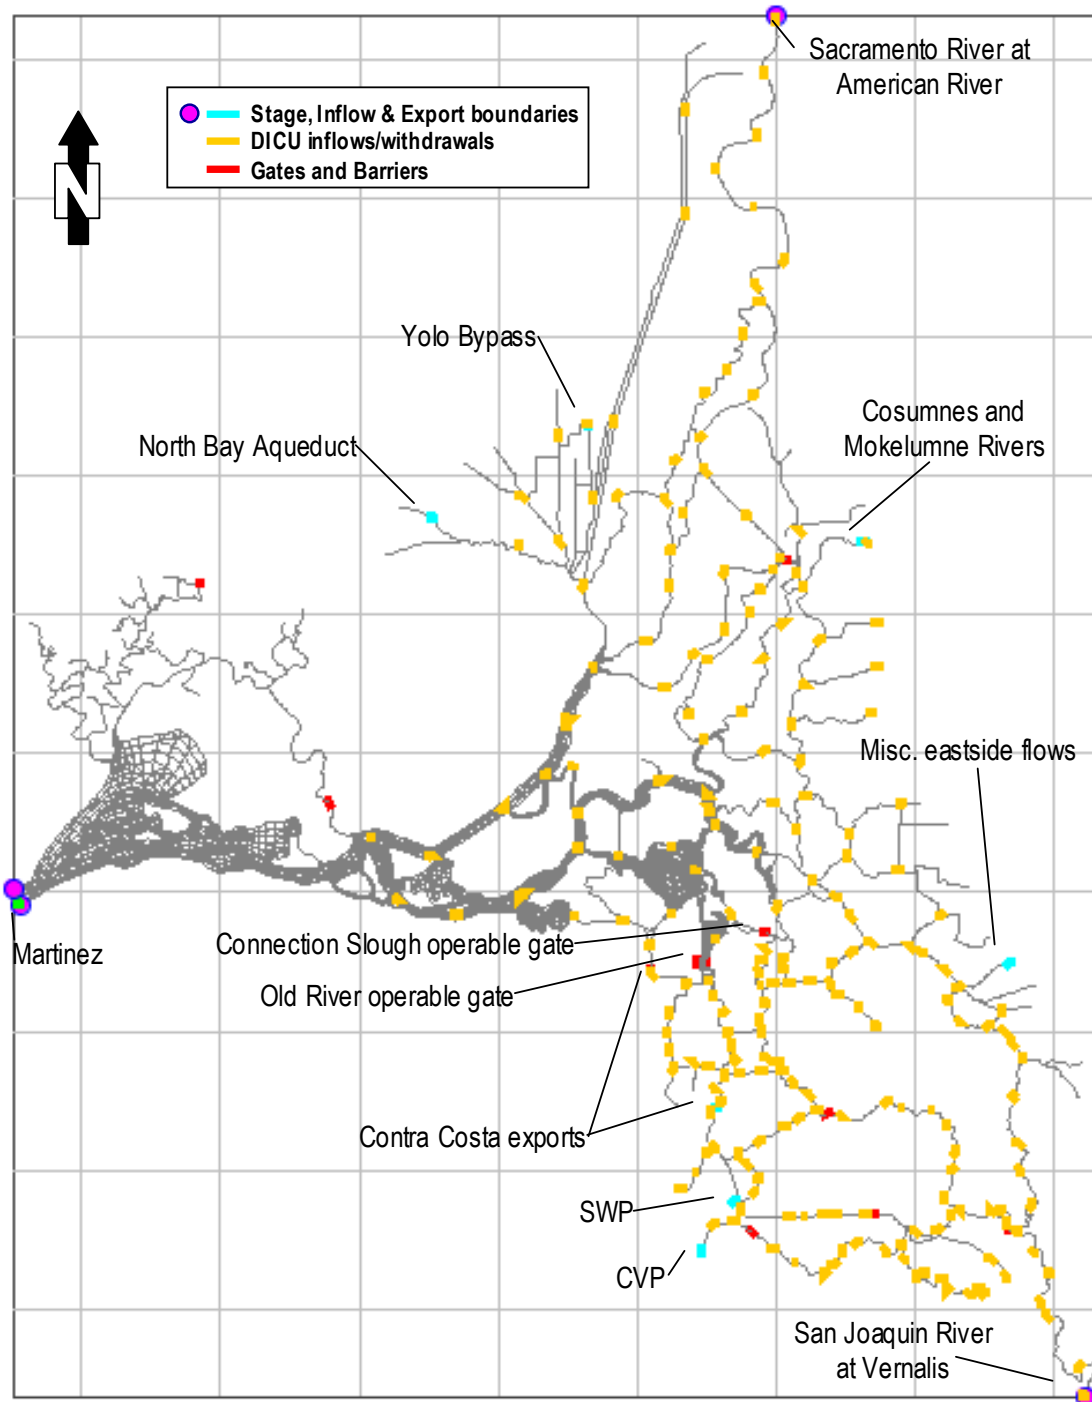 Sacramento River at
American River
Stage, Inflow & Export boundaries
DICU inflows/withdrawals
Gates and Barriers
N
Yolo Bypass
Cosumnes and
Mokelumne Rivers
North Bay Aqueduct
Misc. eastside flows
Connection Slough operable gate
Martinez
Old River operable gate
Contra Costa exports
SWP
CVP
San Joaquin River
at Vernalis